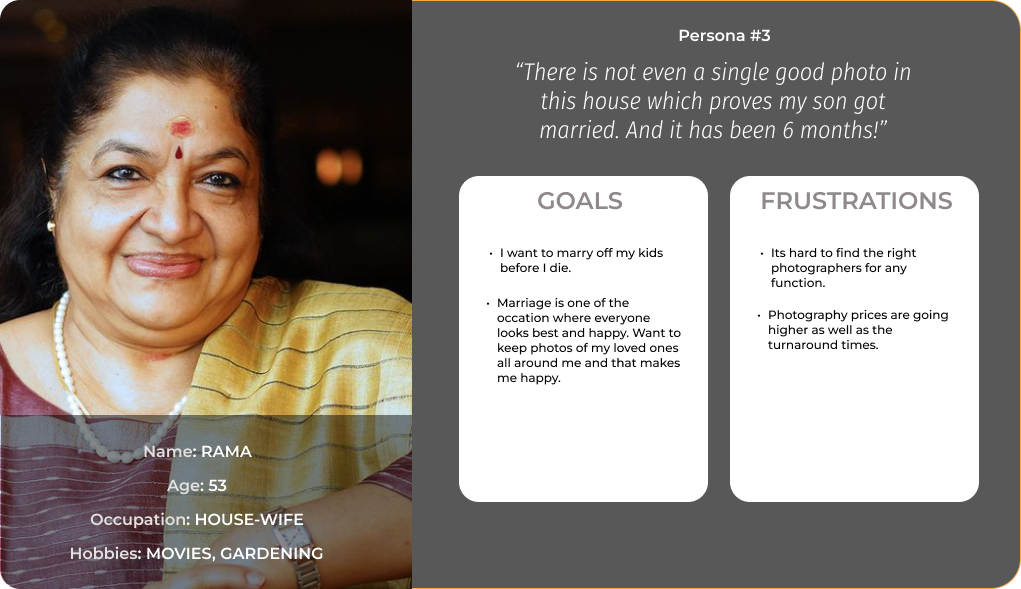 Persona #3
“There is not even a single good photo in
this house which proves my son got
married. And it has been 6 months!”
GOALS
• I want to marry off my kids
before I die.
• Marriage is one of the
occation where everyone
looks best and happy. Want to
keep photos of my loved ones
all around me and that makes
me happy.
FRUSTRATIONS
• Its hard to find the right
photographers for any
function.
• Photography prices are going
higher as well as the
turnaround times.
Name: RAMA
Age: 53
Occupation: HOUSE-WIFE
Hobbies: MOVIES, GARDENING